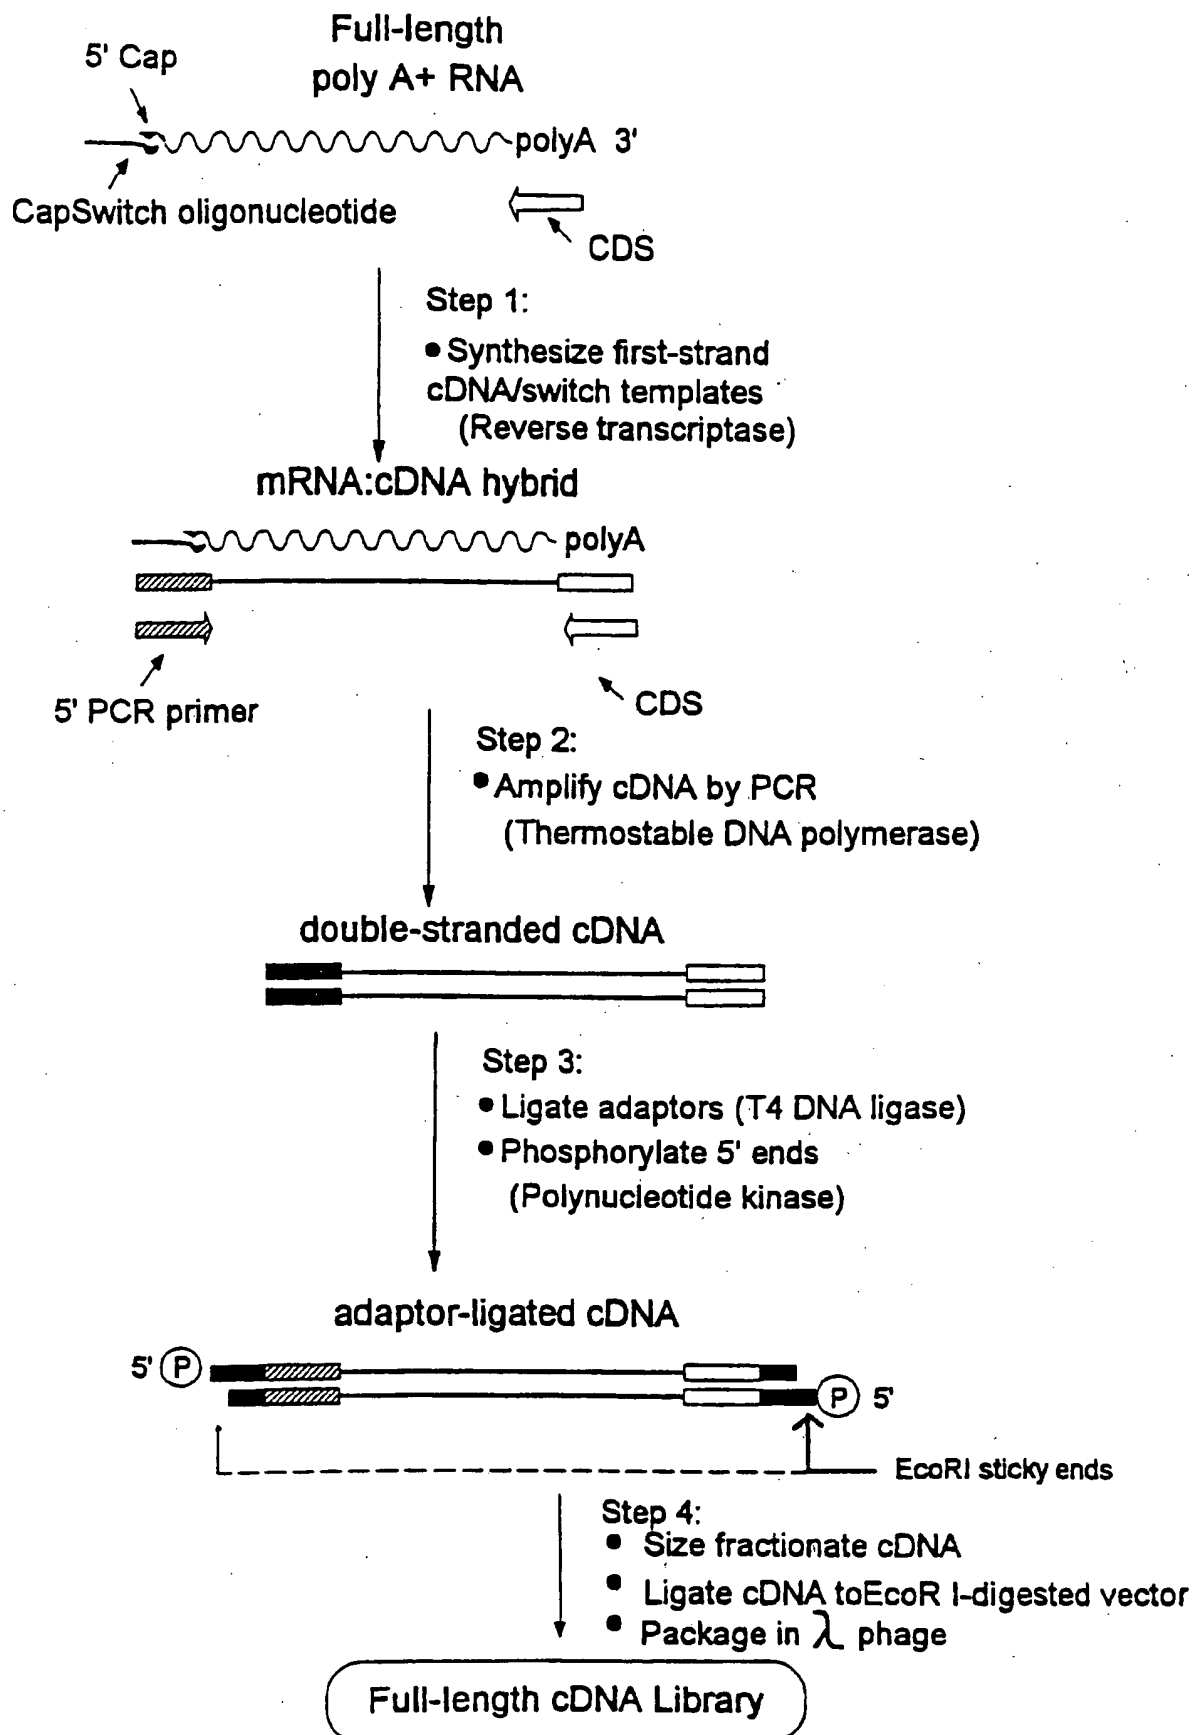 Full-length
poly A+ RNA
5' Cap
polyA 3'
CapSwitch oligonucleotide
CDS
Step 1:
• Synthesize first-strand
cDNA/switch templates
(Reverse transcriptase)
mRNA:cDNA hybrid
polyA
5' PCR primer
CDS
Step 2:
• Amplify cDNA by PCR
(Thermostable DNA polymerase)
double-stranded cDNA
Step 3:
• Ligate adaptors (T4 DNA ligase)
• Phosphorylate 5' ends
(Polynucleotide kinase)
adaptor-ligated cDNA
5' P
P 5'
EcoRI sticky ends
Step 4:
• Size fractionate cDNA
• Ligate cDNA toEcoR I-digested vector
• Package in λ phage
Full-length cDNA Library